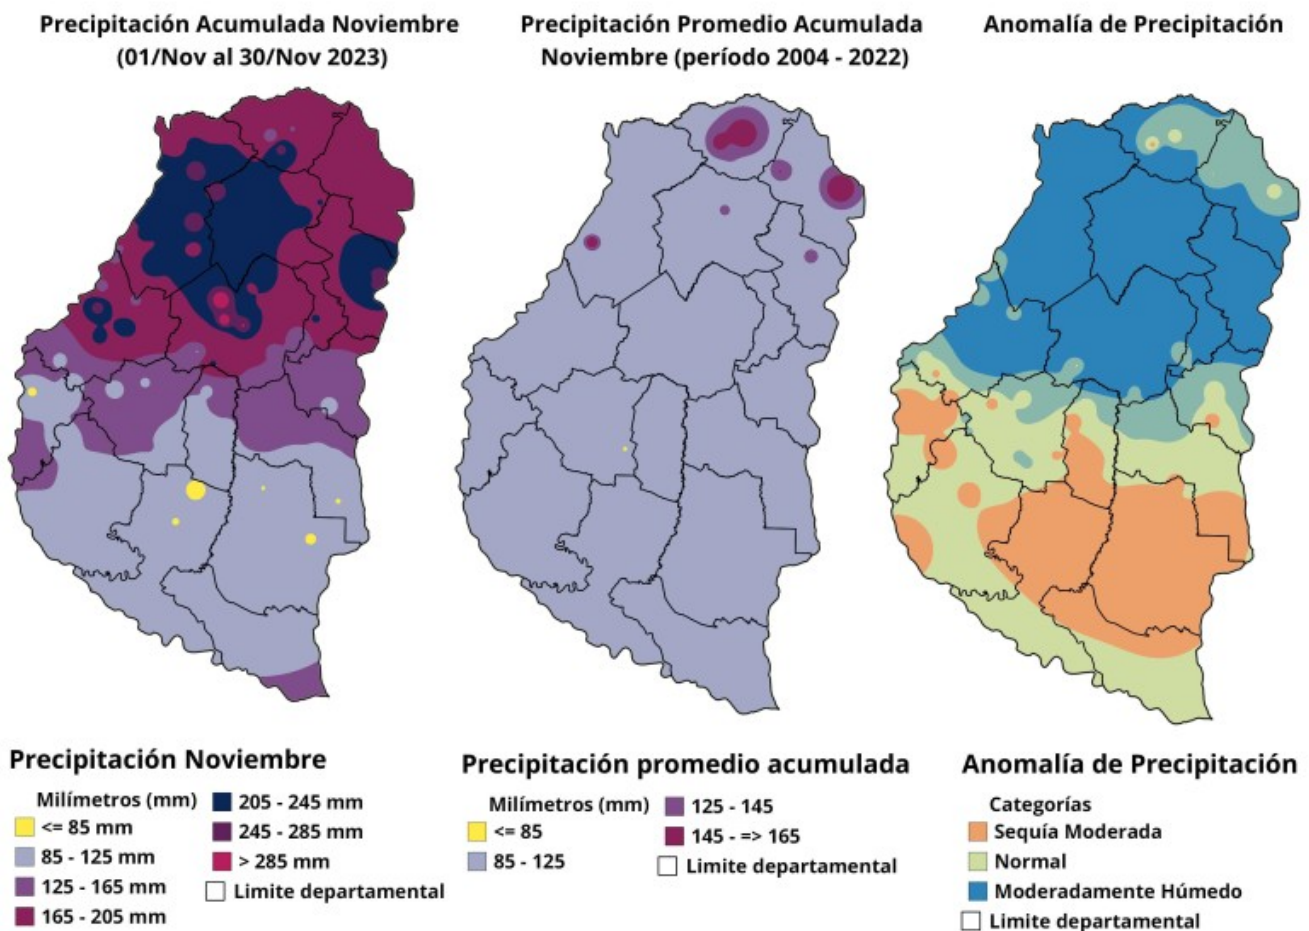 Precipitación Acumulada Noviembre
(01/Nov al 30/Nov 2023)
Precipitación Promedio Acumulada
Noviembre (período 2004 - 2022)
Anomalía de Precipitación
Precipitación Noviembre
Milímetros (mm)
<= 85 mm
85 - 125 mm
125 - 165 mm
165 - 205 mm
205 - 245 mm
245 - 285 mm
> 285 mm
Limite departamental
Precipitación promedio acumulada
Milímetros (mm)
<= 85
85 - 125
125 - 145
145 - => 165
Limite departamental
Anomalía de Precipitación
Categorías
Sequía Moderada
Normal
Moderadamente Húmedo
Limite departamental